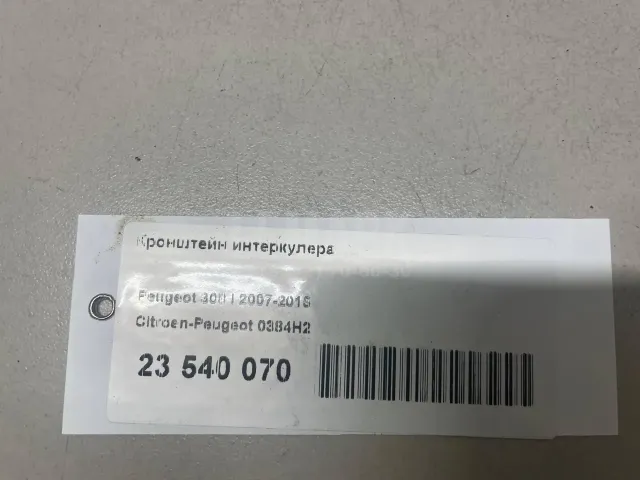 Кронштейн интеркулера
Peugeot 308 I 2007-2015
Citroen-Peugeot 0384H2
23 540 070